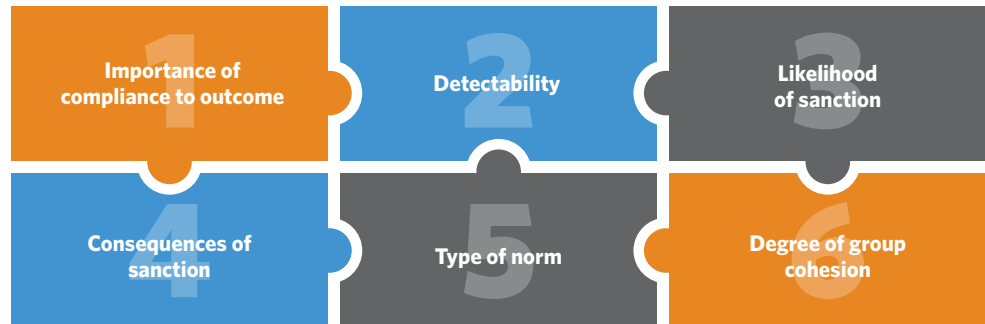 1
Importance of
compliance to outcome
2
Detectability
3
Likelihood
of sanction
4
Consequences of
sanction
5
Type of norm
6
Degree of group
cohesion